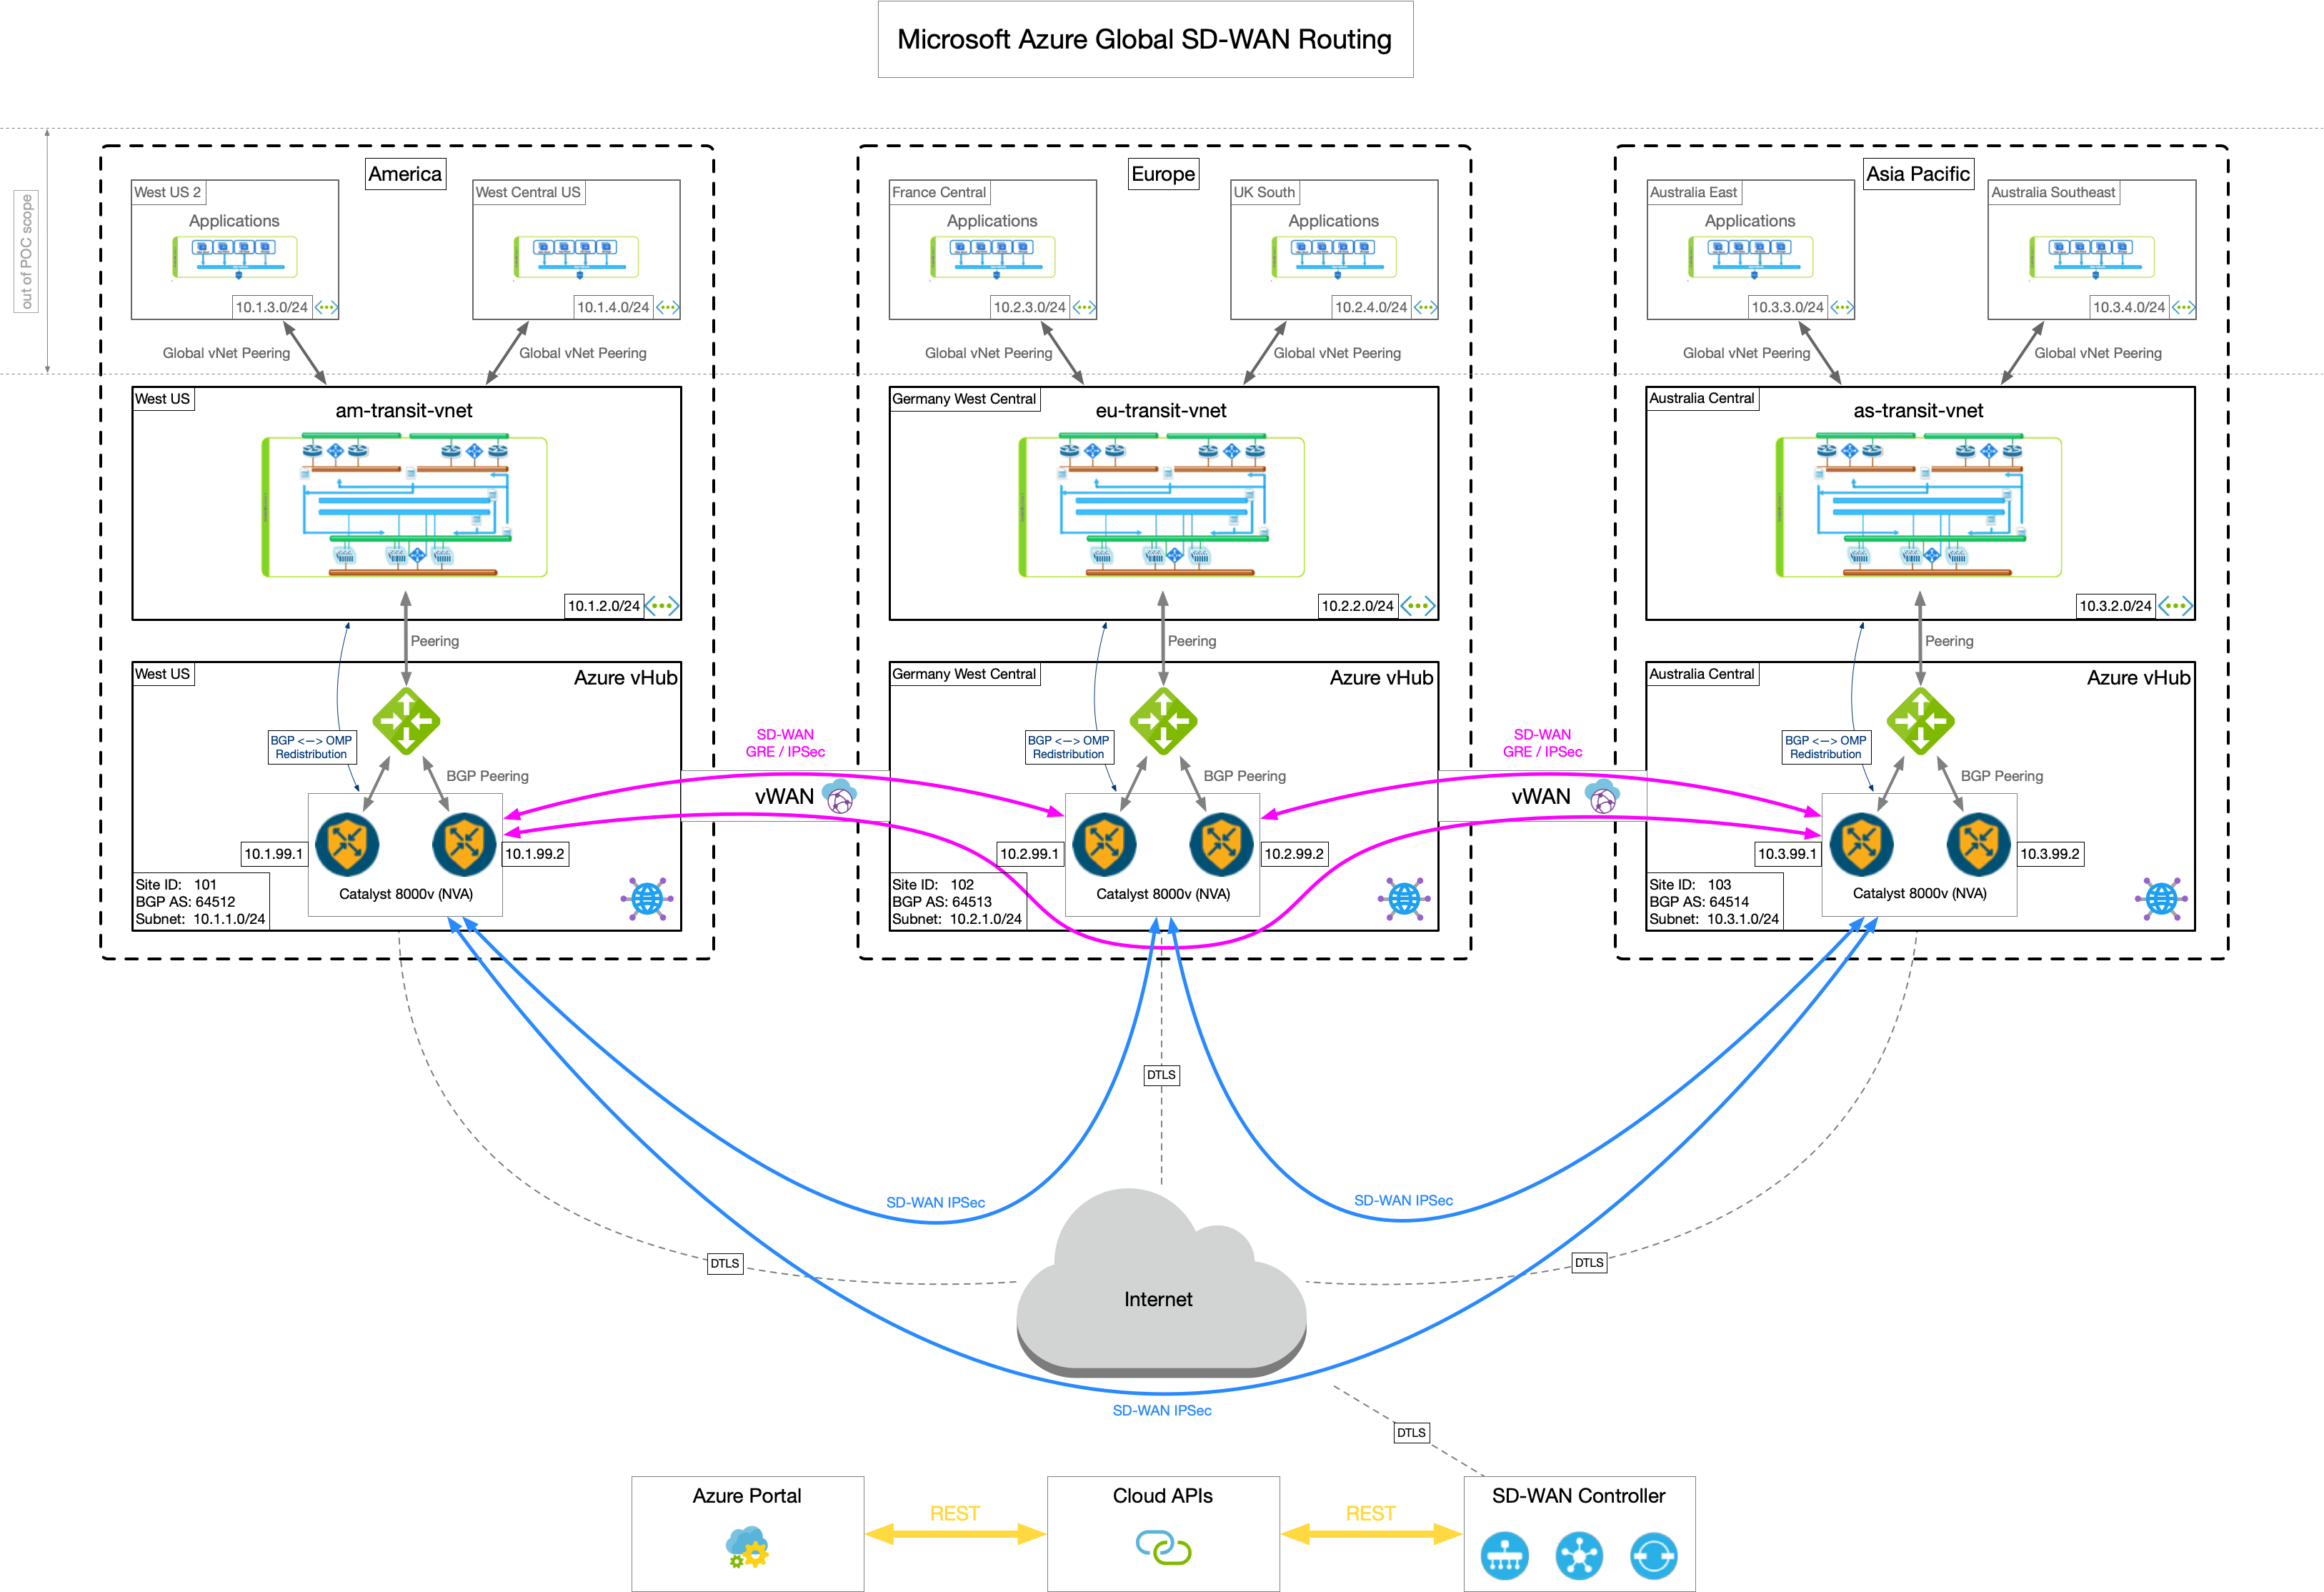 Microsoft Azure Global SD-WAN Routing
out of POC scope
America
West US 2
Applications
10.1.3.0/24
West Central US
10.1.4.0/24
Global vNet Peering
Global vNet Peering
West US
am-transit-vnet
10.1.2.0/24
Peering
West US
Azure vHub
BGP <—> OMP
Redistribution
BGP Peering
10.1.99.1
10.1.99.2
Catalyst 8000v (NVA)
Site ID: 101
BGP AS: 64512
Subnet: 10.1.1.0/24
SD-WAN
GRE / IPSec
vWAN
Europe
France Central
Applications
10.2.3.0/24
UK South
Applications
10.2.4.0/24
Global vNet Peering
Global vNet Peering
Germany West Central
eu-transit-vnet
10.2.2.0/24
Peering
Germany West Central
Azure vHub
BGP <—> OMP
Redistribution
BGP Peering
10.2.99.1
10.2.99.2
Catalyst 8000v (NVA)
Site ID: 102
BGP AS: 64513
Subnet: 10.2.1.0/24
SD-WAN
GRE / IPSec
vWAN
Asia Pacific
Australia East
Applications
10.3.3.0/24
Australia Southeast
10.3.4.0/24
Global vNet Peering
Global vNet Peering
Australia Central
as-transit-vnet
10.3.2.0/24
Peering
Australia Central
Azure vHub
BGP <—> OMP
Redistribution
BGP Peering
10.3.99.1
10.3.99.2
Catalyst 8000v (NVA)
Site ID: 103
BGP AS: 64514
Subnet: 10.3.1.0/24
DTLS
SD-WAN IPSec
SD-WAN IPSec
DTLS
DTLS
Internet
SD-WAN IPSec
DTLS
Azure Portal
REST
Cloud APIs
REST
SD-WAN Controller